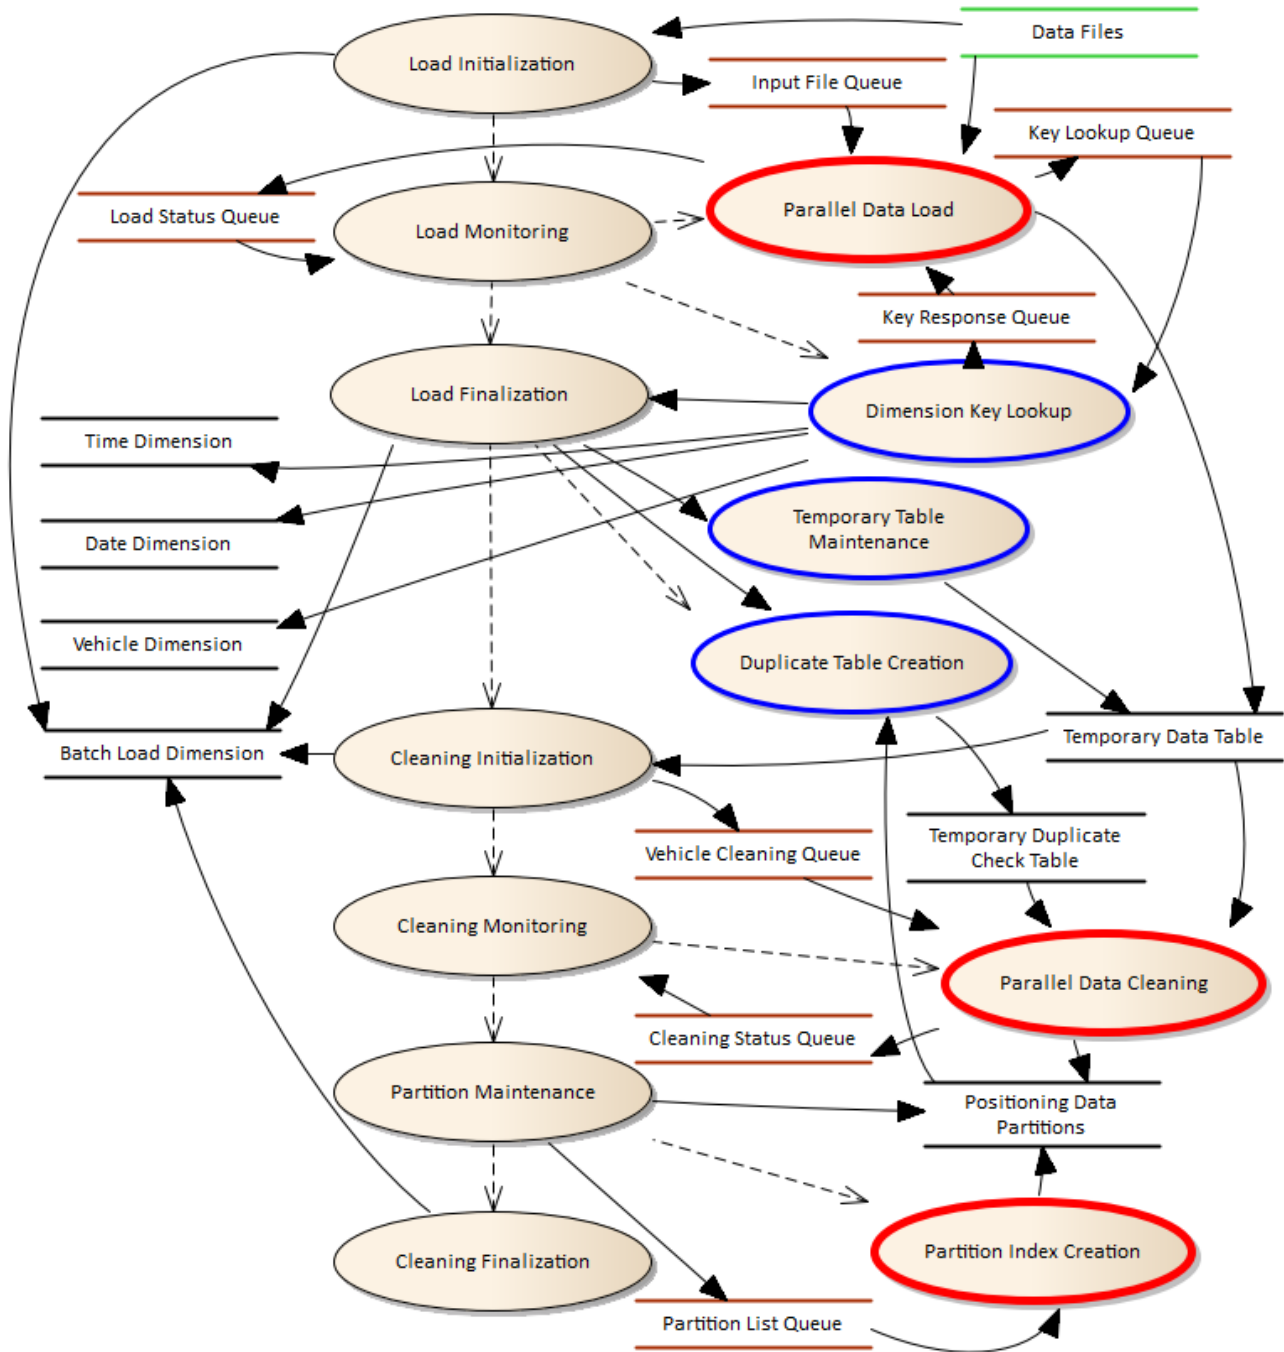 Data Files
Load Initialization
Input File Queue
Key Lookup Queue
Load Status Queue
Parallel Data Load
Load Monitoring
Key Response Queue
Load Finalization
Dimension Key Lookup
Time Dimension
Temporary Table
Maintenance
Date Dimension
Vehicle Dimension
Duplicate Table Creation
Temporary Data Table
Batch Load Dimension
Cleaning Initialization
Temporary Duplicate
Check Table
Vehicle Cleaning Queue
Cleaning Monitoring
Parallel Data Cleaning
Cleaning Status Queue
Partition Maintenance
Positioning Data
Partitions
Partition Index Creation
Cleaning Finalization
Partition List Queue